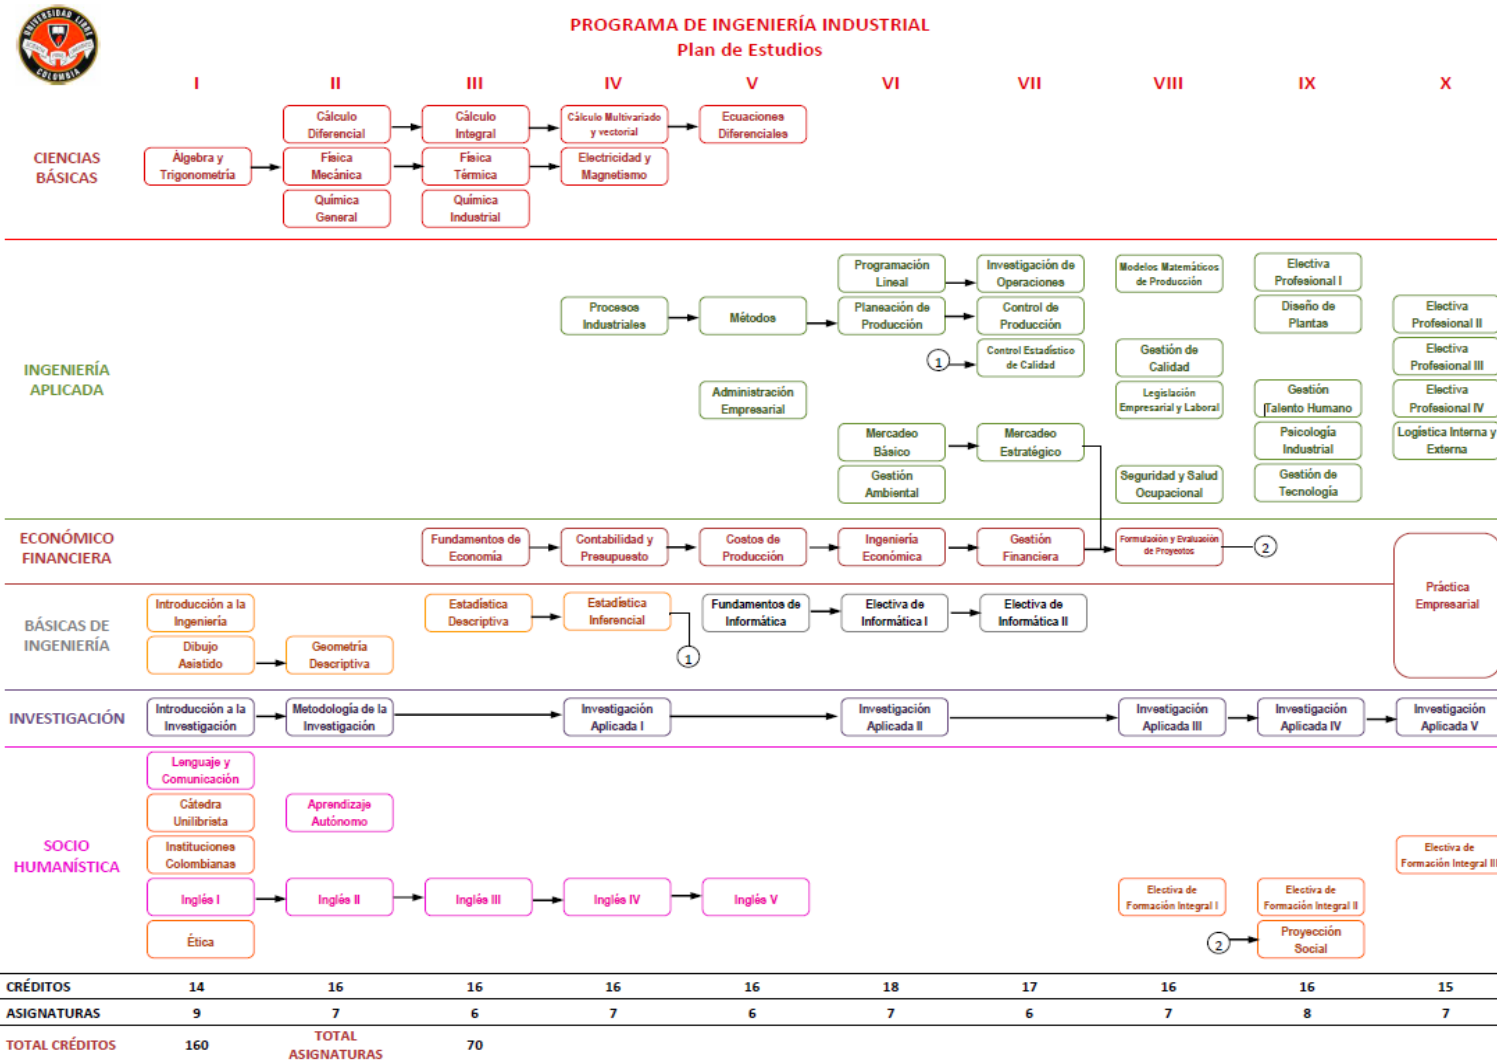 UNIVERSIDAD LIBRE
COLOMBIA
PROGRAMA DE INGENIERÍA INDUSTRIAL
Plan de Estudios
I II III IV V VI VII VIII IX X
CIENCIAS
BÁSICAS
Álgebra y
Trigonometría
Cálculo
Diferencial
Física
Mecánica
Química
General
Cálculo
Integral
Física
Térmica
Química
Industrial
Cálculo Multivariado
y vectorial
Electricidad y
Magnetismo
Ecuaciones
Diferenciales
INGENIERÍA
APLICADA
Procesos
Industriales
Métodos
Administración
Empresarial
Programación
Lineal
Planeación de
Producción
1
Mercadeo
Básico
Gestión
Ambiental
Investigación de
Operaciones
Control de
Producción
Control Estadístico
de Calidad
Mercadeo
Estratégico
Modelos Matemáticos
de Producción
Gestión de
Calidad
Legislación
Empresarial y Laboral
Seguridad y Salud
Ocupacional
Electiva
Profesional I
Diseño de
Plantas
Gestión
Talento Humano
Psicología
Industrial
Gestión de
Tecnología
Electiva
Profesional II
Electiva
Profesional III
Electiva
Profesional IV
Logística Interna y
Externa
ECONÓMICO
FINANCIERA
Fundamentos de
Economía
Contabilidad y
Presupuesto
Costos de
Producción
Ingeniería
Económica
Gestión
Financiera
Formulación y Evaluación
de Proyectos
2
Práctica
Empresarial
BÁSICAS DE
INGENIERÍA
Introducción a la
Ingeniería
Dibujo
Asistido
Geometría
Descriptiva
Estadística
Descriptiva
Estadística
Inferencial
1
Fundamentos de
Informática
Electiva de
Informática I
Electiva de
Informática II
INVESTIGACIÓN
Introducción a la
Investigación
Metodología de la
Investigación
Investigación
Aplicada I
Investigación
Aplicada II
Investigación
Aplicada III
Investigación
Aplicada IV
Investigación
Aplicada V
SOCIO
HUMANÍSTICA
Lenguaje y
Comunicación
Cátedra
Unilibrista
Instituciones
Colombianas
Inglés I
Ética
Aprendizaje
Autónomo
Inglés II
Inglés III
Inglés IV
Inglés V
Electiva de
Formación Integral I
2
Electiva de
Formación Integral II
Proyección
Social
Electiva de
Formación Integral III
CRÉDITOS 14 16 16 16 16 18 17 16 16 15
ASIGNATURAS 9 7 6 7 6 7 6 7 8 7
TOTAL CRÉDITOS 160 TOTAL
ASIGNATURAS 70